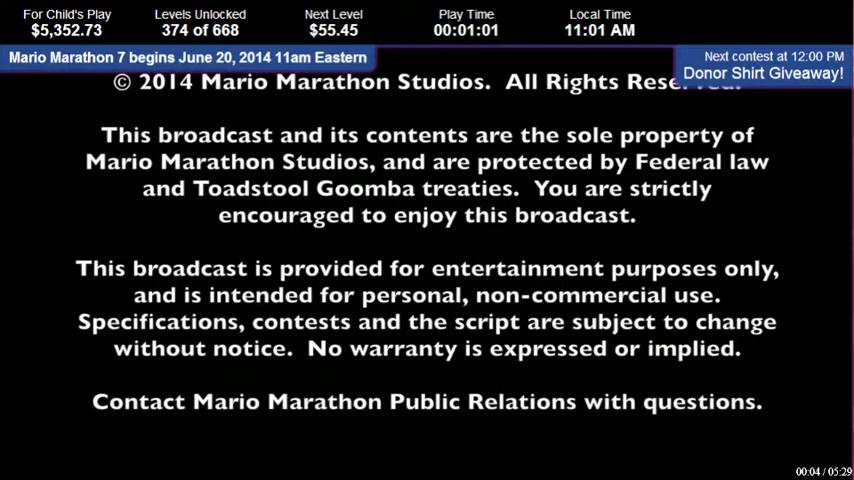 For Child's Play Levels Unlocked Next Level Play Time Local Time
$5,352.73 374 of 668 $55.45 00:01:01 11:01 AM
Mario Marathon 7 begins June 20, 2014 11am Eastern
Next contest at 12:00 PM
Donor Shirt Giveaway!
© 2014 Mario Marathon Studios. All Rights Reserved.
This broadcast and its contents are the sole property of
Mario Marathon Studios, and are protected by Federal law
and Toadstool Goomba treaties. You are strictly
encouraged to enjoy this broadcast.
This broadcast is provided for entertainment purposes only,
and is intended for personal, non-commercial use.
Specifications, contests and the script are subject to change
without notice. No warranty is expressed or implied.
Contact Mario Marathon Public Relations with questions.
00:04 / 05:29